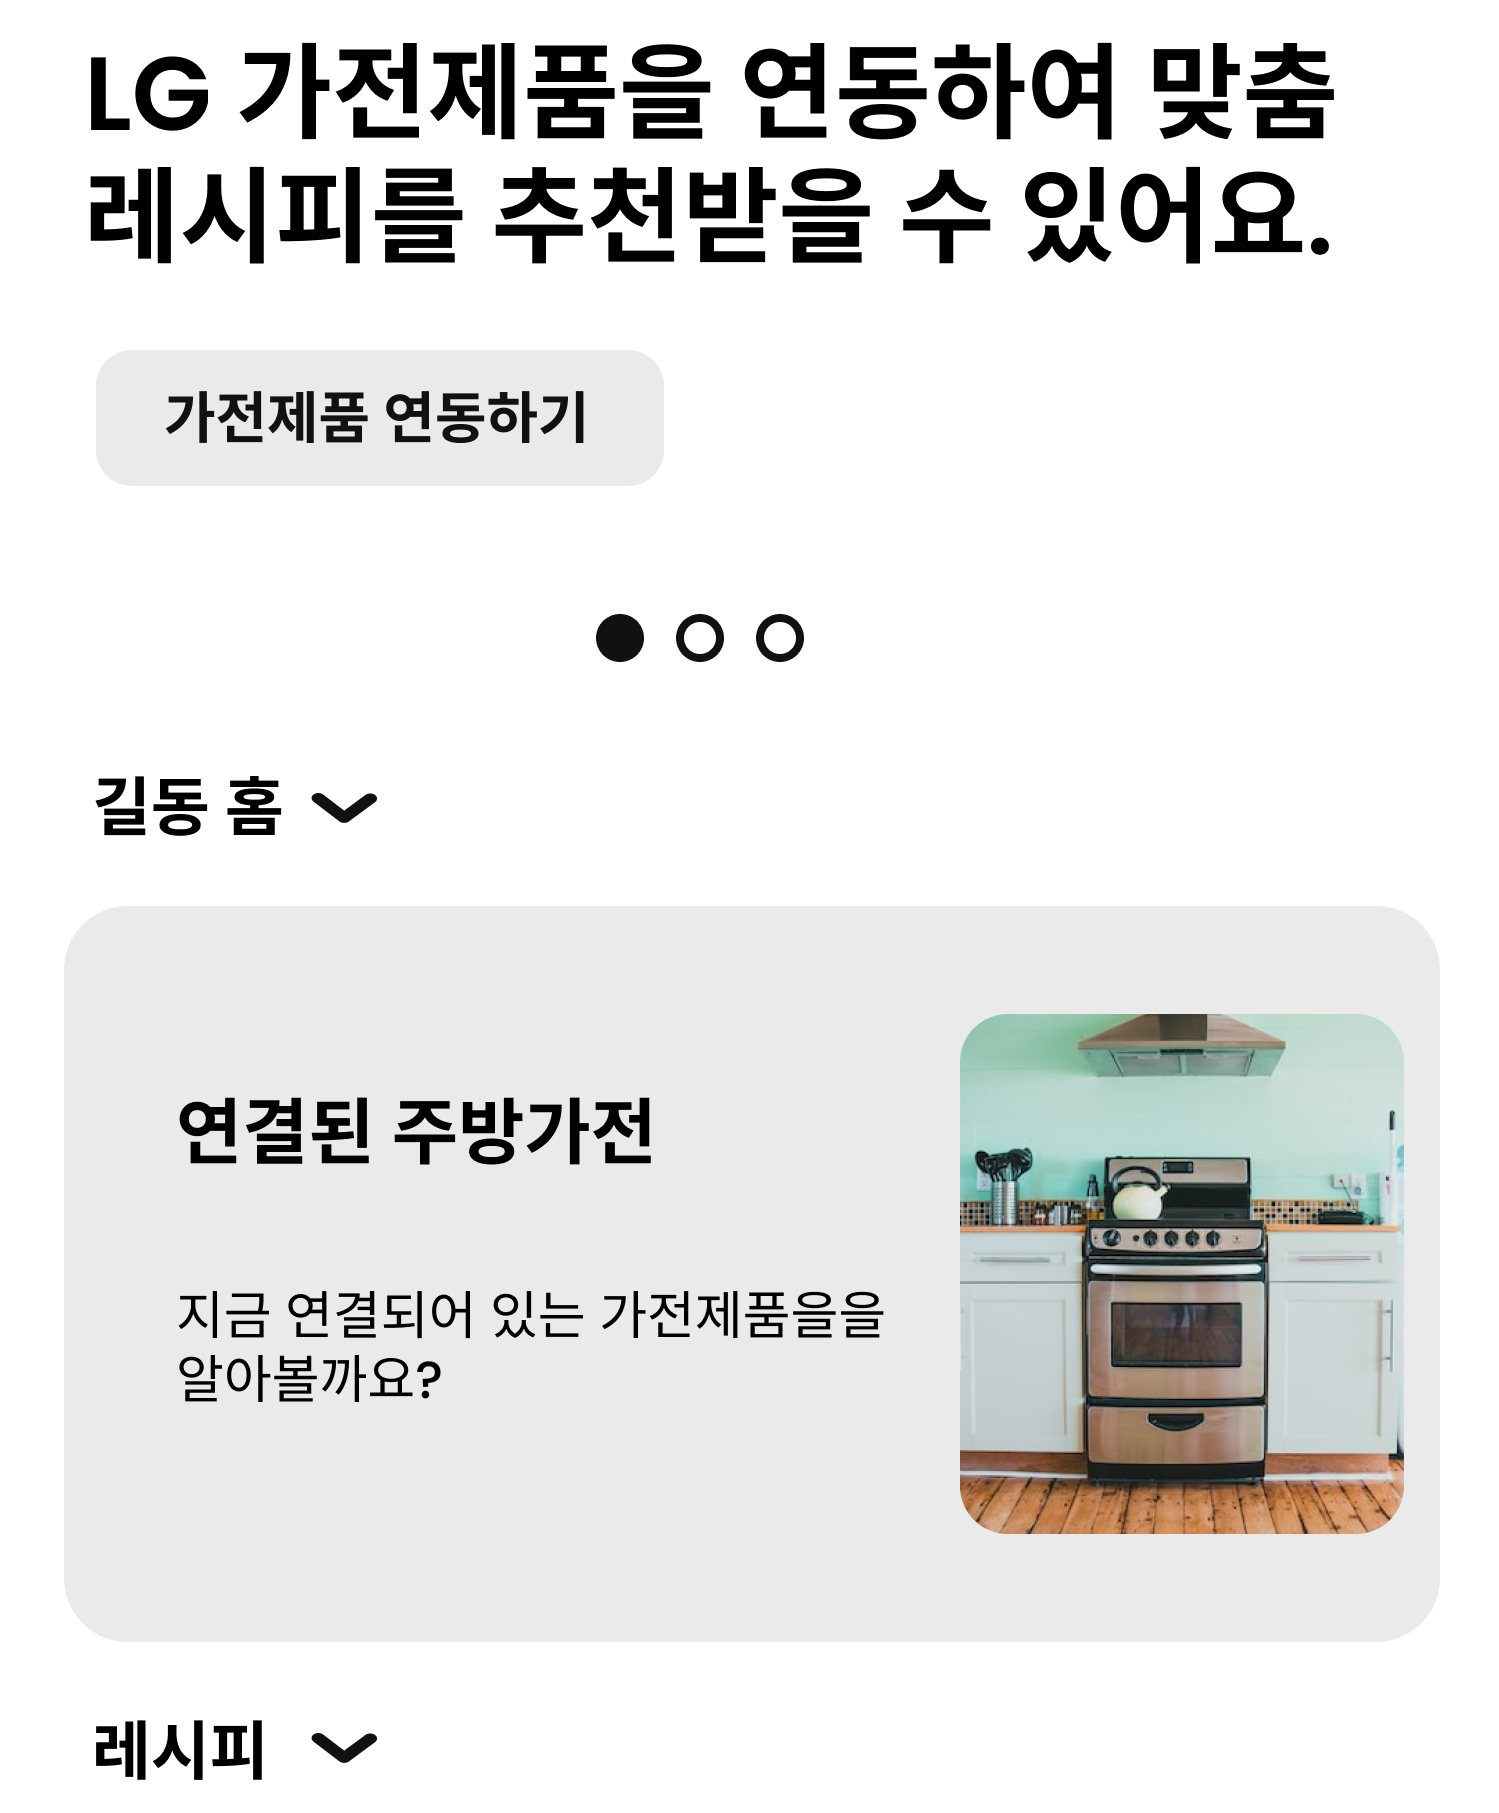 LG 가전제품을 연동하여 맞춤
레시피를 추천받을 수 있어요.
가전제품 연동하기
길동 홈
연결된 주방가전
지금 연결되어 있는 가전제품을을
알아볼까요?
레시피